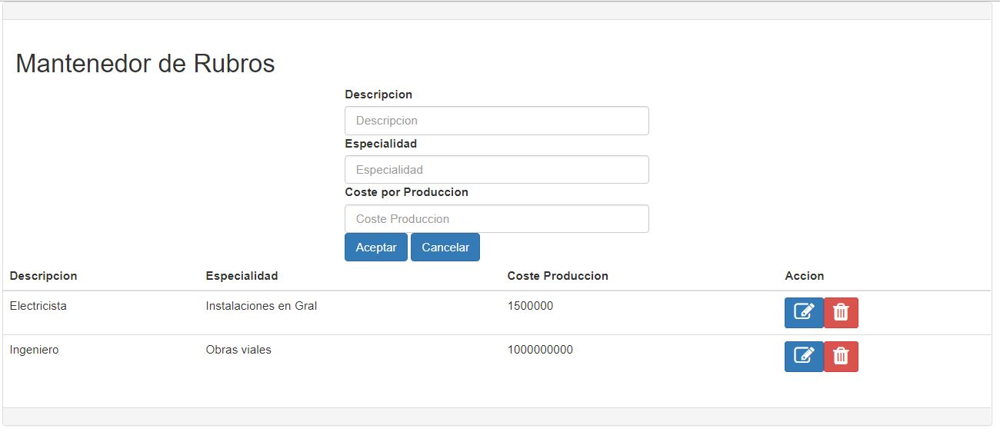 Mantenedor de Rubros
Descripcion
Descripcion
Especialidad
Especialidad
Coste por Produccion
Coste Produccion
Aceptar Cancelar
Descripcion Especialidad Coste Produccion Accion
Electricista Instalaciones en Gral 1500000
Ingeniero Obras viales 1000000000